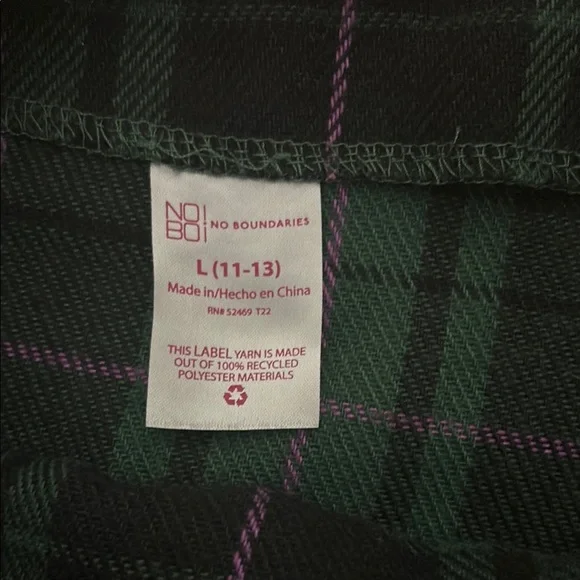 NO!
BO!
NO BOUNDARIES
L (11-13)
Made in/Hecho en China
RN# 52469 T22
THIS LABEL YARN IS MADE
OUT OF 100% RECYCLED
POLYESTER MATERIALS